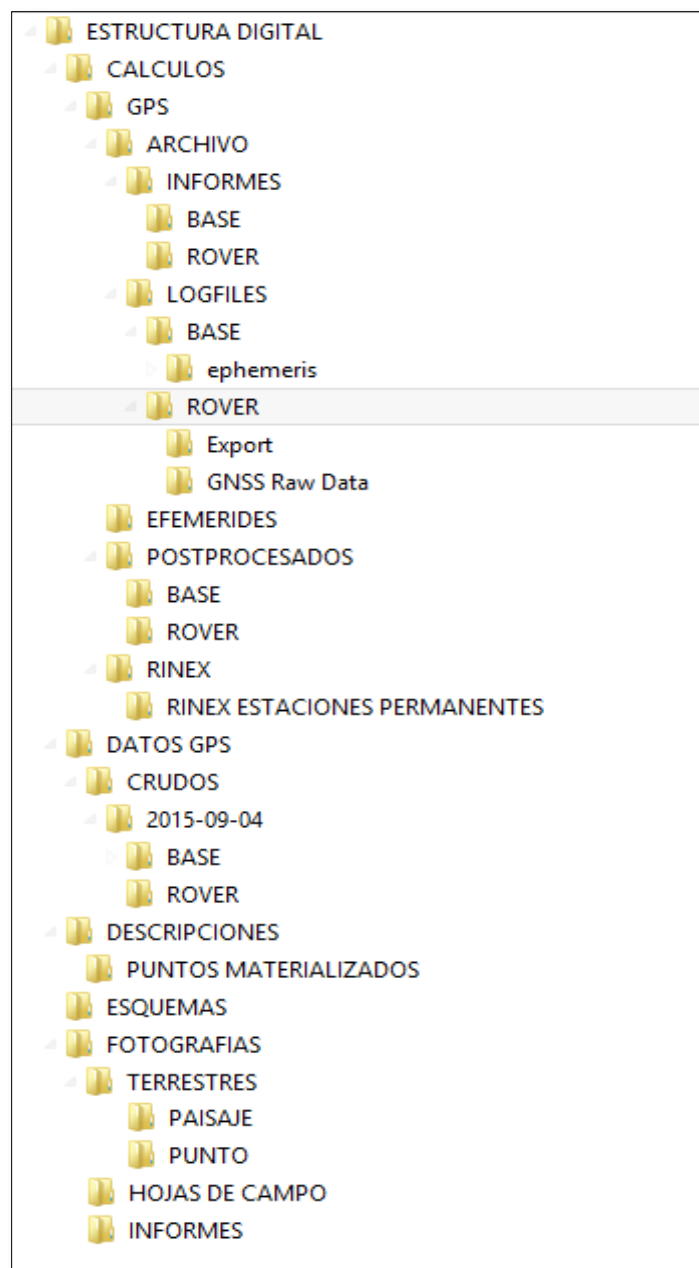 ESTRUCTURA DIGITAL
CALCULOS
GPS
ARCHIVO
INFORMES
BASE
ROVER
LOGFILES
BASE
ephemeris
ROVER
Export
GNSS Raw Data
EFEMERIDES
POSTPROCESADOS
BASE
ROVER
RINEX
RINEX ESTACIONES PERMANENTES
DATOS GPS
CRUDOS
2015-09-04
BASE
ROVER
DESCRIPCIONES
PUNTOS MATERIALIZADOS
ESQUEMAS
FOTOGRAFIAS
TERRESTRES
PAISAJE
PUNTO
HOJAS DE CAMPO
INFORMES